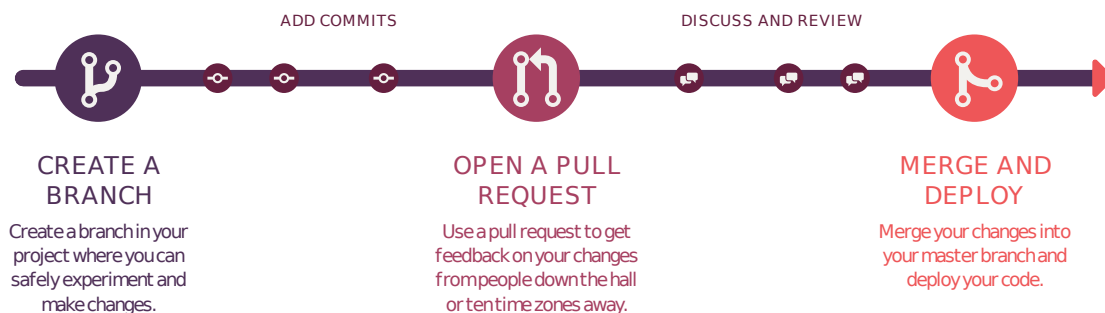 ADD COMMITS
DISCUSS AND REVIEW
CREATE A
BRANCH
Create a branch in your
project where you can
safely experiment and
make changes.
OPEN A PULL
REQUEST
Use a pull request to get
feedback on your changes
from people down the hall
or ten time zones away.
MERGE AND
DEPLOY
Merge your changes into
your master branch and
deploy your code.